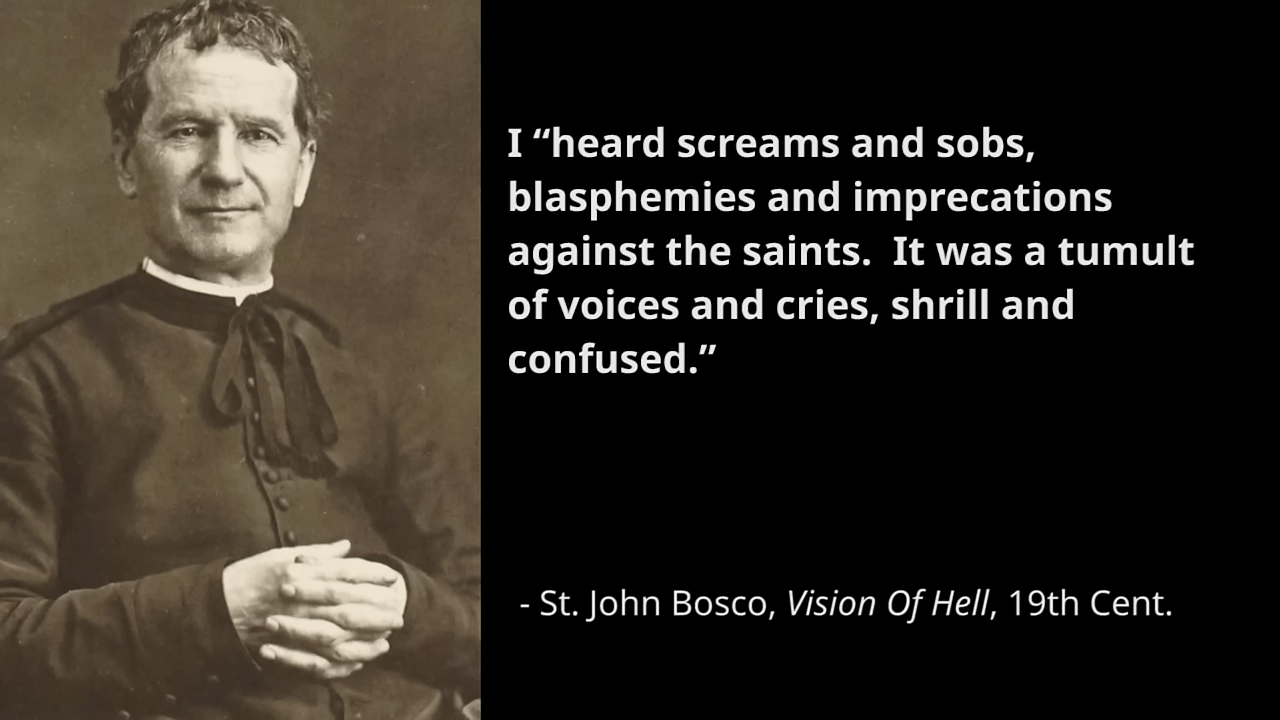 I “heard screams and sobs,
blasphemies and imprecations
against the saints.  It was a tumult
of voices and cries, shrill and
confused.”
- St. John Bosco, Vision Of Hell, 19th Cent.